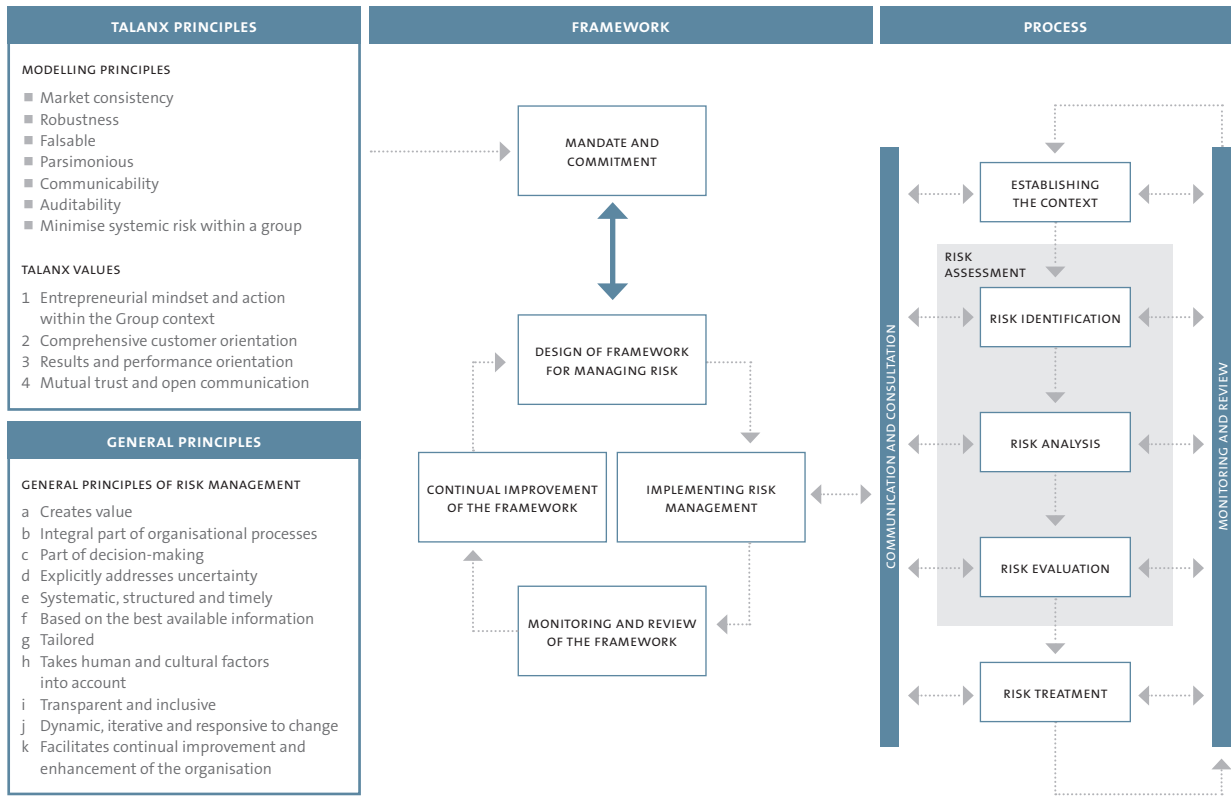 TALANX PRINCIPLES
MODELLING PRINCIPLES
Market consistency
Robustness
Falsable
Parsimonious
Communicability
Auditability
Minimise systemic risk within a group
TALANX VALUES
1 Entrepreneurial mindset and action
within the Group context
2 Comprehensive customer orientation
3 Results and performance orientation
4 Mutual trust and open communication
GENERAL PRINCIPLES
GENERAL PRINCIPLES OF RISK MANAGEMENT
a Creates value
b Integral part of organisational processes
c Part of decision-making
d Explicitly addresses uncertainty
e Systematic, structured and timely
f Based on the best available information
g Tailored
h Takes human and cultural factors
into account
i Transparent and inclusive
j Dynamic, iterative and responsive to change
k Facilitates continual improvement and
enhancement of the organisation
FRAMEWORK
MANDATE AND
COMMITMENT
DESIGN OF FRAMEWORK
FOR MANAGING RISK
CONTINUAL IMPROVEMENT
OF THE FRAMEWORK
IMPLEMENTING RISK
MANAGEMENT
MONITORING AND REVIEW
OF THE FRAMEWORK
PROCESS
COMMUNICATION AND CONSULTATION
ESTABLISHING
THE CONTEXT
RISK
ASSESSMENT
RISK IDENTIFICATION
RISK ANALYSIS
RISK EVALUATION
RISK TREATMENT
MONITORING AND REVIEW